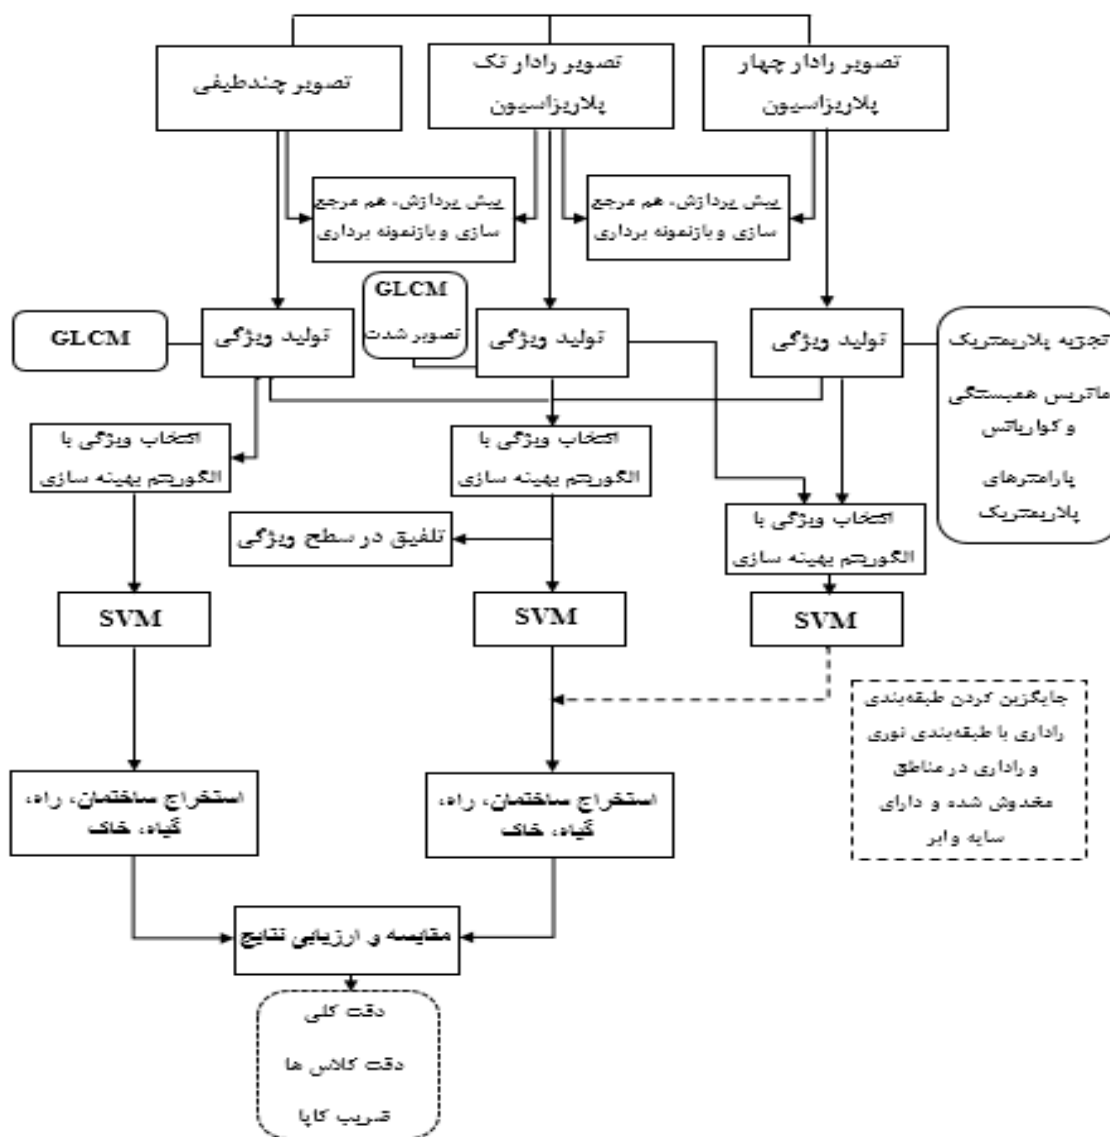 تصویر رادار چهار
پلاریزاسیون
تصویر رادار تک
پلاریزاسیون
تصویر چندطیفی
پیش پردازش، هم مرجع
سازی و بازنمونه برداری
پیش پردازش، هم مرجع
سازی و بازنمونه برداری
تجزیه پلاریمتریک
ماتریس همبستگی
و کواریانس
پارامترهای
پلاریمتریک
تولید ویژگی
تولید ویژگی
GLCM
تصویر شدت
تولید ویژگی
GLCM
انتخاب ویژگی با
الگوریتم بهینه سازی
انتخاب ویژگی با
الگوریتم بهینه سازی
انتخاب ویژگی با
الگوریتم بهینه سازی
تلفیق در سطح ویژگی
SVM
SVM
SVM
جایگزین کردن طبقه‌بندی
راداری با طبقه‌بندی نوری
و راداری در مناطق
مخدوش شده و دارای
سایه و ابر
استخراج ساختمان، راه،
گیاه، خاک
استخراج ساختمان، راه،
گیاه، خاک
مقایسه و ارزیابی نتایج
دقت کلی
دقت کلاس ها
ضریب کاپا